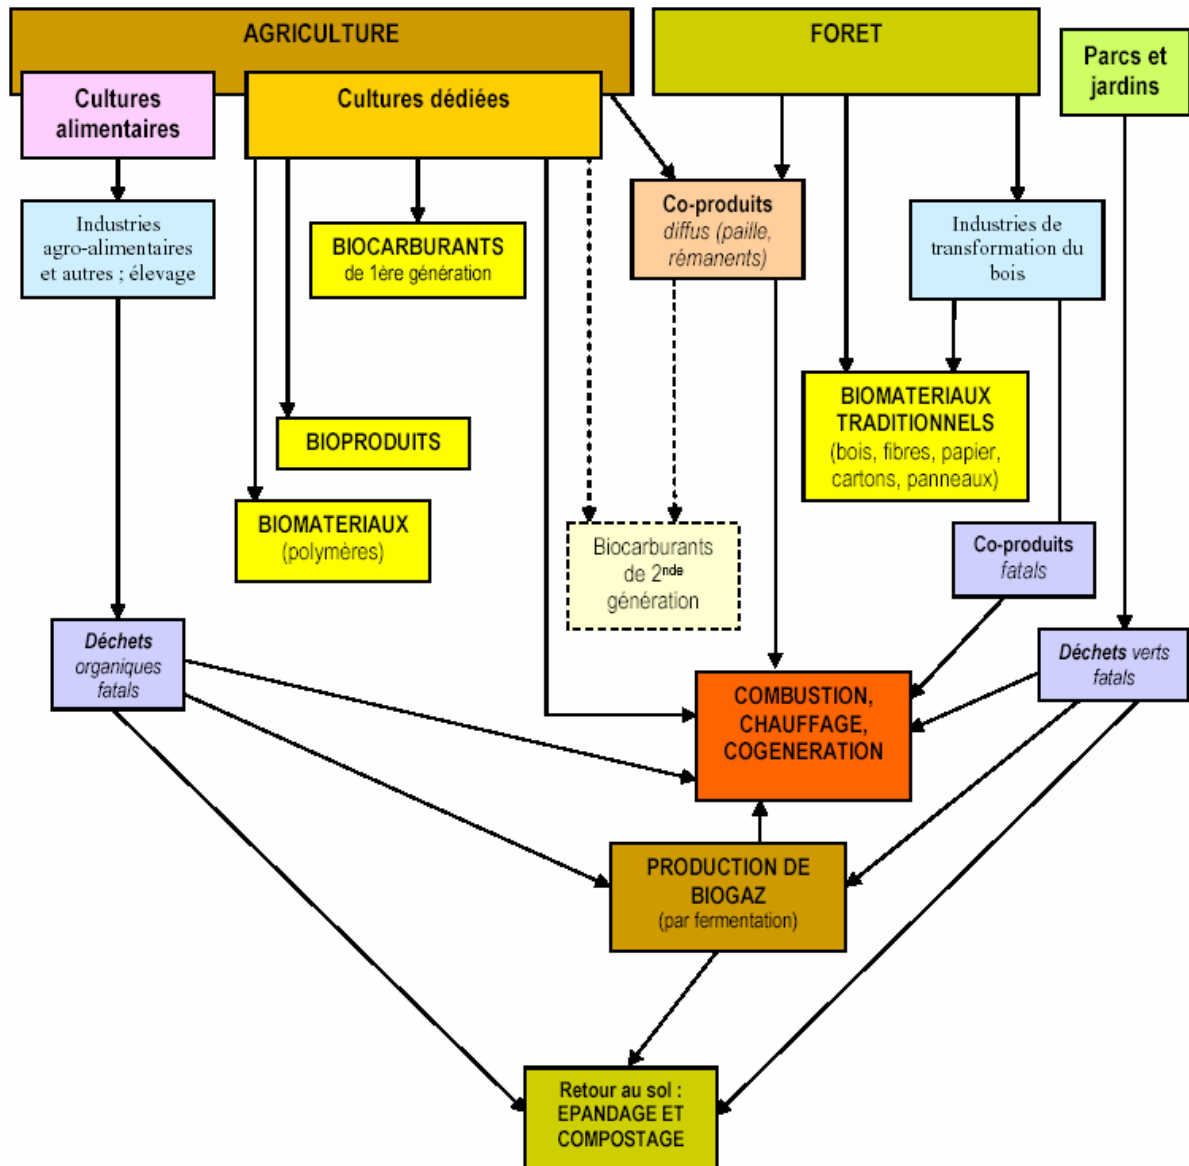 AGRICULTURE
FORET
Parcs et
jardins
Cultures
alimentaires
Cultures dédiées
Industries
agro-alimentaires
et autres ; élevage
BIOCARBURANTS
de 1ère génération
Co-produits
diffus (paille,
rémanents)
Industries de
transformation du
bois
BIOPRODUITS
BIOMATERIAUX
TRADITIONNELS
(bois, fibres, papier,
cartons, panneaux)
BIOMATERIAUX
(polymères)
Biocarburants
de 2nde
génération
Co-produits
fatals
Déchets
organiques
fatals
Déchets verts
fatals
COMBUSTION,
CHAUFFAGE,
COGENERATION
PRODUCTION DE
BIOGAZ
(par fermentation)
Retour au sol :
EPANDAGE ET
COMPOSTAGE